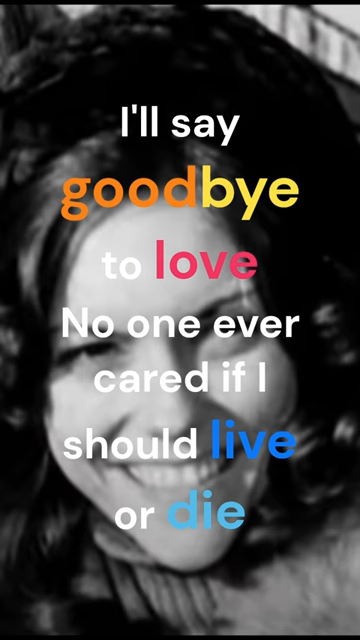 I'll say
goodbye
to love
No one ever
cared if I
should live
or die